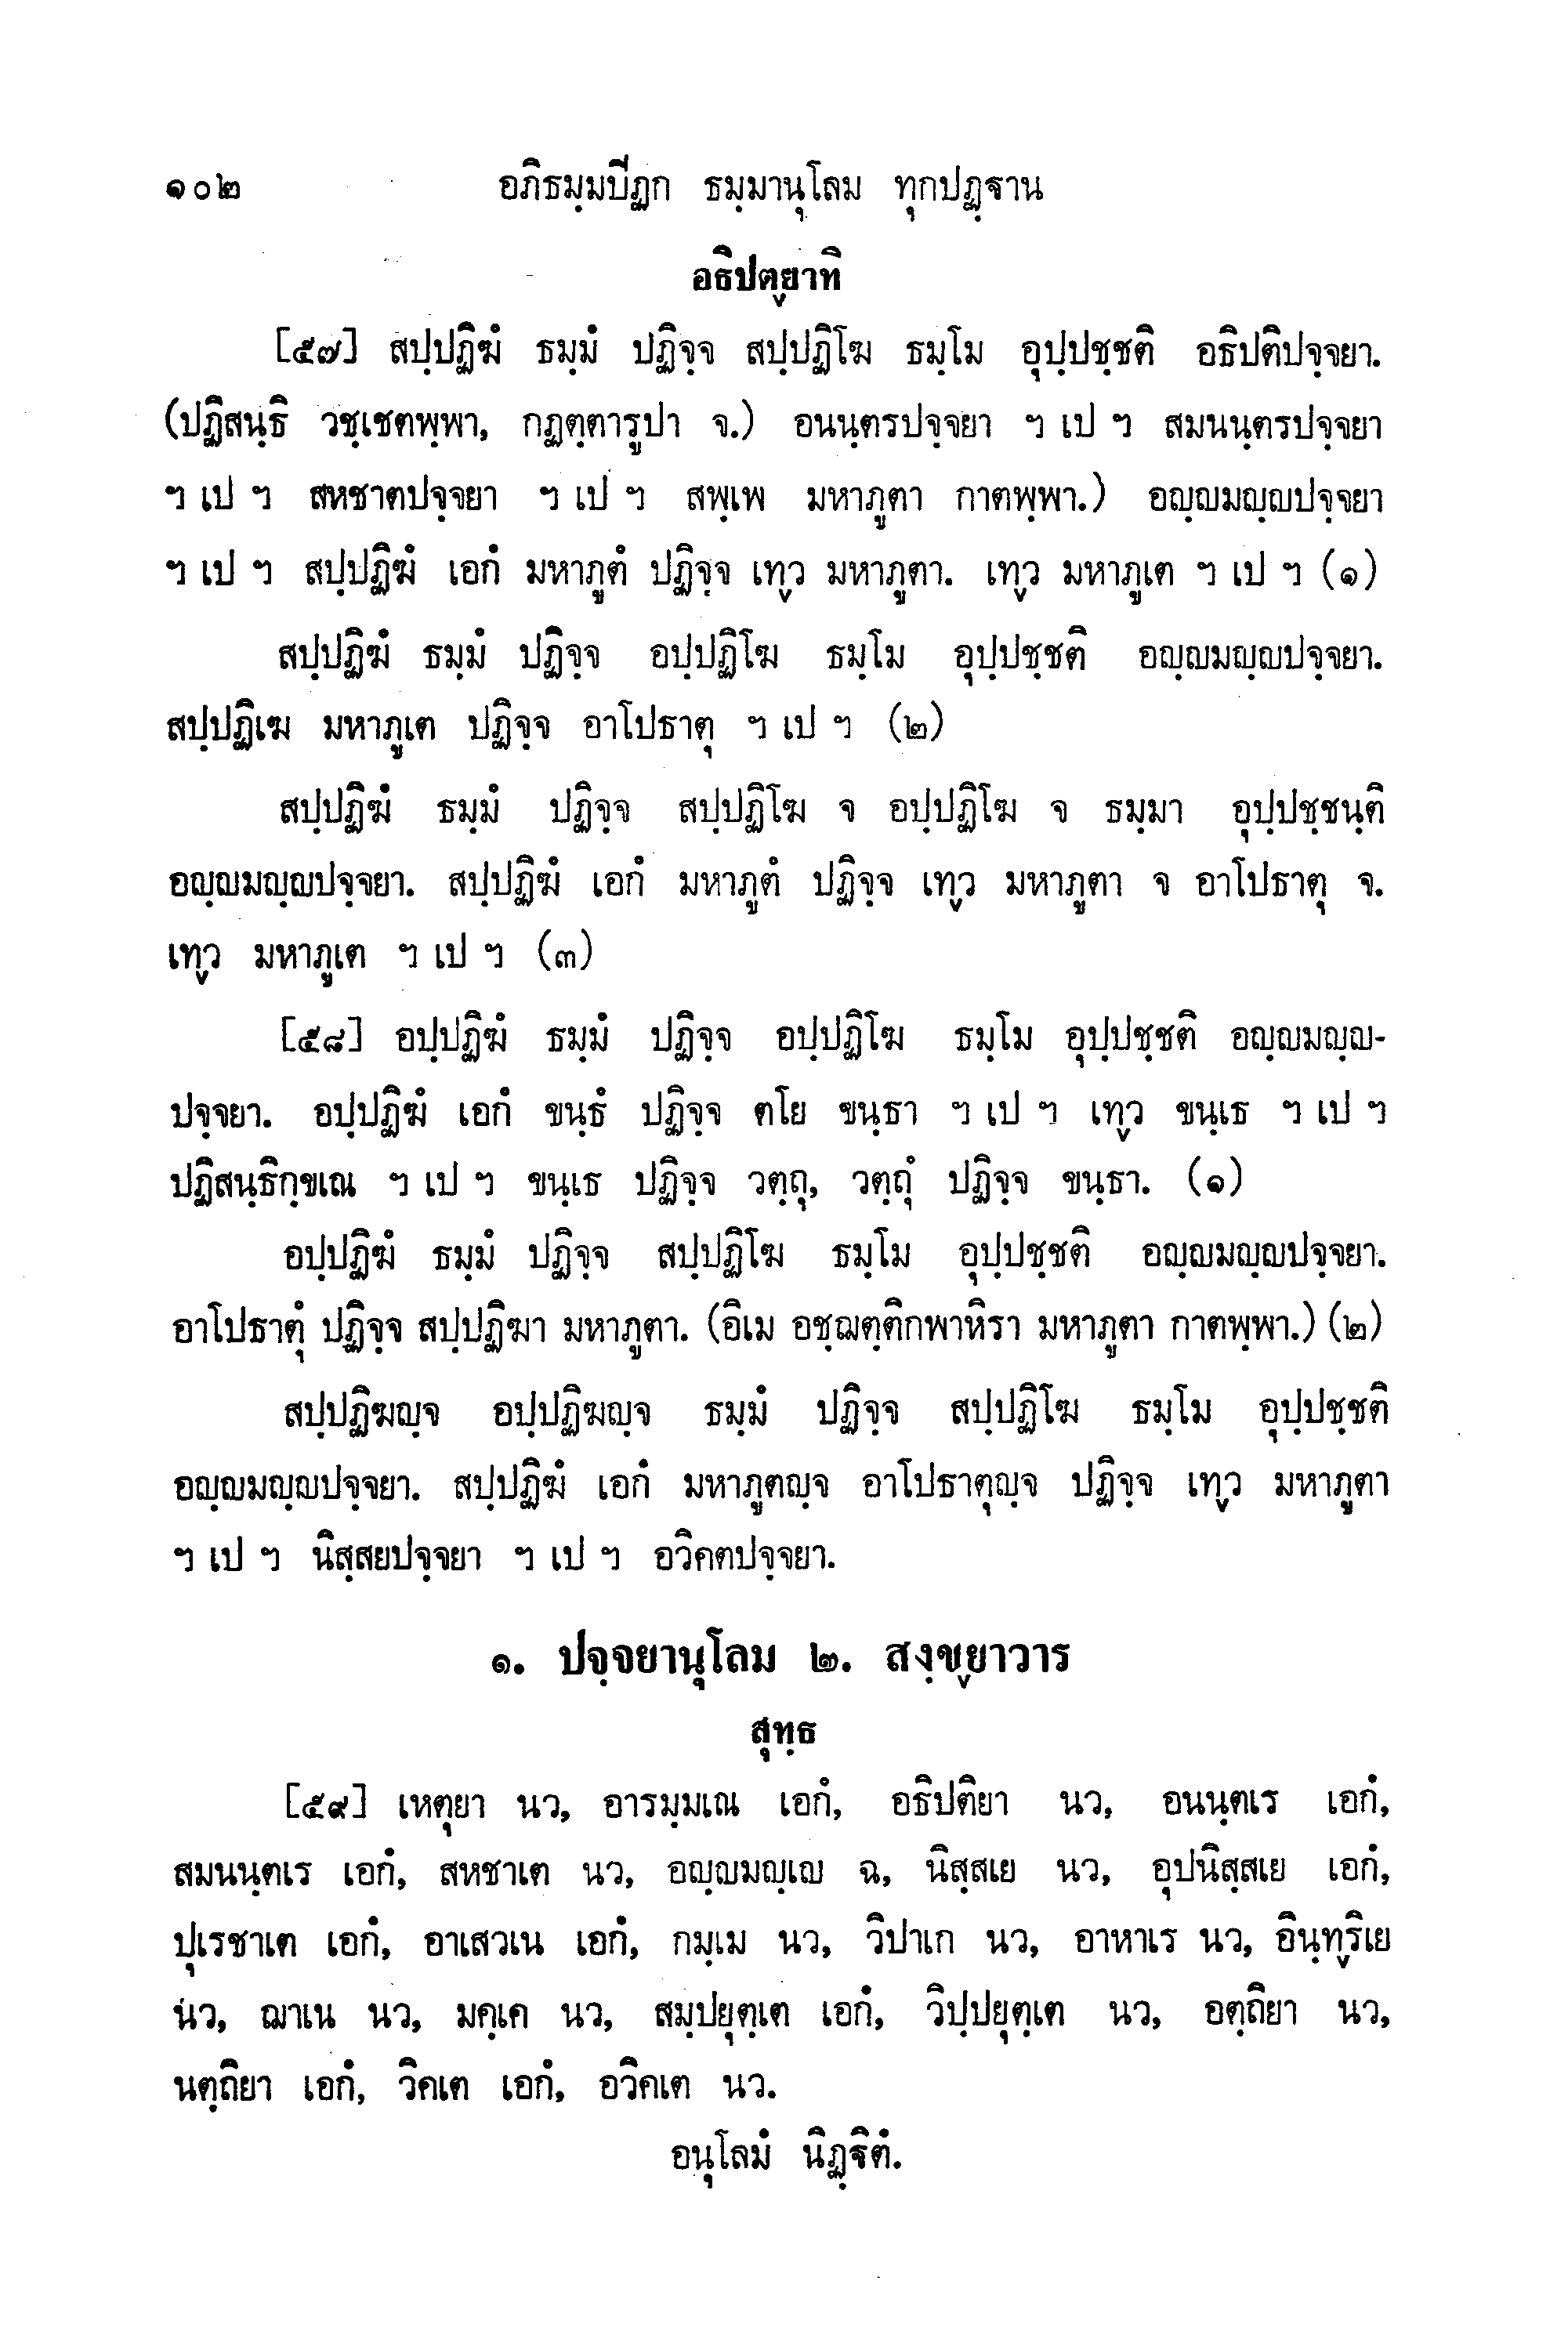 ๑๐๒ อภิธมฺมปิฏก ธมฺมานุโลม ทุกปฏฺฐาน
อธิปตฺยาทิ
[๕๗] สปฺปฏิฆํ ธมฺมํ ปฏิจฺจ สปฺปฏิโฆ ธมฺโม อุปฺปชฺชติ อธิปติปจฺจยา.
(ปฏิสนฺธิ วชฺเชตพฺพา, กฏตฺตารูปา จ.) อนนฺตรปจฺจยา ฯ เป ฯ สมนนฺตรปจฺจยา
ฯ เป ฯ สหชาตปจฺจยา ฯ เป ฯ สพฺเพ มหาภูตา กาตพฺพา.) อญฺญมญฺญปจฺจยา
ฯ เป ฯ สปฺปฏิฆํ เอกํ มหาภูตํ ปฏิจฺจ เทฺว มหาภูตา. เทฺว มหาภูเต ฯ เป ฯ (๑)
สปฺปฏิฆํ ธมฺมํ ปฏิจฺจ อปฺปฏิโฆ ธมฺโม อุปฺปชฺชติ อญฺญมญฺญปจฺจยา.
สปฺปฏิเฆ มหาภูเต ปฏิจฺจ อาโปธาตุ ฯ เป ฯ (๒)
สปฺปฏิฆํ ธมฺมํ ปฏิจฺจ สปฺปฏิโฆ จ อปฺปฏิโฆ จ ธมฺมา อุปฺปชฺชนฺติ
อญฺญมญฺญปจฺจยา. สปฺปฏิฆํ เอกํ มหาภูตํ ปฏิจฺจ เทฺว มหาภูตา จ อาโปธาตุ จ.
เทฺว มหาภูเต ฯ เป ฯ (๓)
[๕๘] อปฺปฏิฆํ ธมฺมํ ปฏิจฺจ อปฺปฏิโฆ ธมฺโม อุปฺปชฺชติ อญฺญมญฺญ-
ปจฺจยา. อปฺปฏิฆํ เอกํ ขนฺธํ ปฏิจฺจ ตโย ขนฺธา ฯ เป ฯ เทฺว ขนฺเธ ฯ เป ฯ
ปฏิสนฺธิกฺขเณ ฯ เป ฯ ขนฺเธ ปฏิจฺจ วตฺถุ, วตฺถุํ ปฏิจฺจ ขนฺธา. (๑)
อปฺปฏิฆํ ธมฺมํ ปฏิจฺจ สปฺปฏิโฆ ธมฺโม อุปฺปชฺชติ อญฺญมญฺญปจฺจยา.
อาโปธาตุํ ปฏิจฺจ สปฺปฏิฆา มหาภูตา. (อิเม อชฺฌตฺติกพาหิรา มหาภูตา กาตพฺพา.) (๒)
สปฺปฏิฆญฺจ อปฺปฏิฆญฺจ ธมฺมํ ปฏิจฺจ สปฺปฏิโฆ ธมฺโม อุปฺปชฺชติ
อญฺญมญฺญปจฺจยา. สปฺปฏิฆํ เอกํ มหาภูตญฺจ อาโปธาตุญฺจ ปฏิจฺจ เทฺว มหาภูตา
ฯ เป ฯ นิสฺสยปจฺจยา ฯ เป ฯ อวิคตปจฺจยา.
๑. ปจฺจยานุโลม ๒. สงฺขฺยาวาร
สุทฺธ
[๕๙] เหตุยา นว, อารมฺมเณ เอกํ, อธิปติยา นว, อนนฺตเร เอกํ,
สมนนฺตเร เอกํ, สหชาเต นว, อญฺญมญฺเญ ฉ, นิสฺสเย นว, อุปนิสฺสเย เอกํ,
ปุเรชาเต เอกํ, อาเสวเน เอกํ, กมฺเม นว, วิปาเก นว, อาหาเร นว, อินฺทฺริเย
นว, ฌาเน นว, มคฺเค นว, สมฺปยุตฺเต เอกํ, วิปฺปยุตฺเต นว, อตฺถิยา นว,
นตฺถิยา เอกํ, วิคเต เอกํ, อวิคเต นว.
อนุโลมํ นิฏฺฐิตํ.